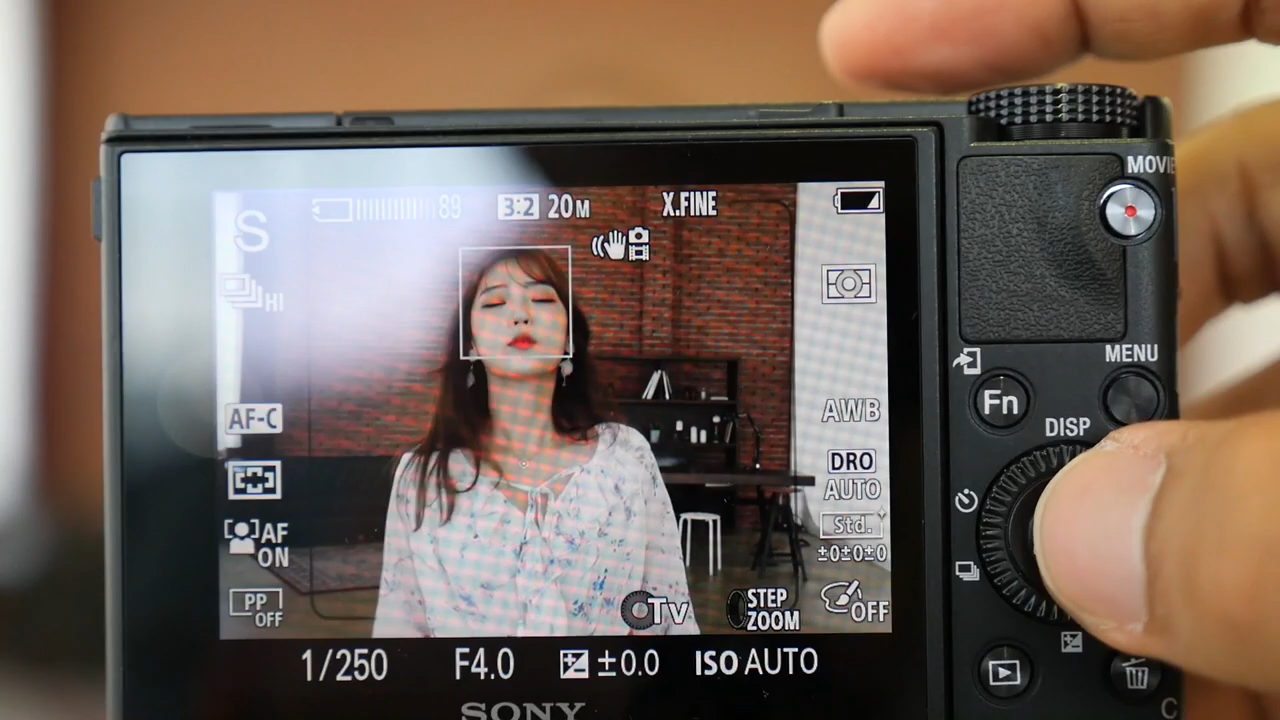 S 89 3:2 20M X.FINE
HI
AF-C
AWB
DRO
AUTO
Std.
±0±0±0
AF
ON
PP
OFF
Tv
STEP
ZOOM
OFF
1/250 F4.0 ±0.0 ISO AUTO
SONY
MOVIE
MENU
Fn
DISP
C